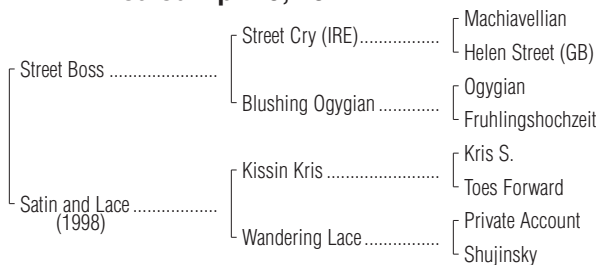 Machiavellian
Street Cry (IRE)..................
Helen Street (GB)
Street Boss ........................
Ogygian
Blushing Ogygian .............
Fruhlingshochzeit
Kris S.
Kissin Kris .........................
Toes Forward
Satin and Lace ...................
(1998)
Private Account
Wandering Lace.................
Shujinsky